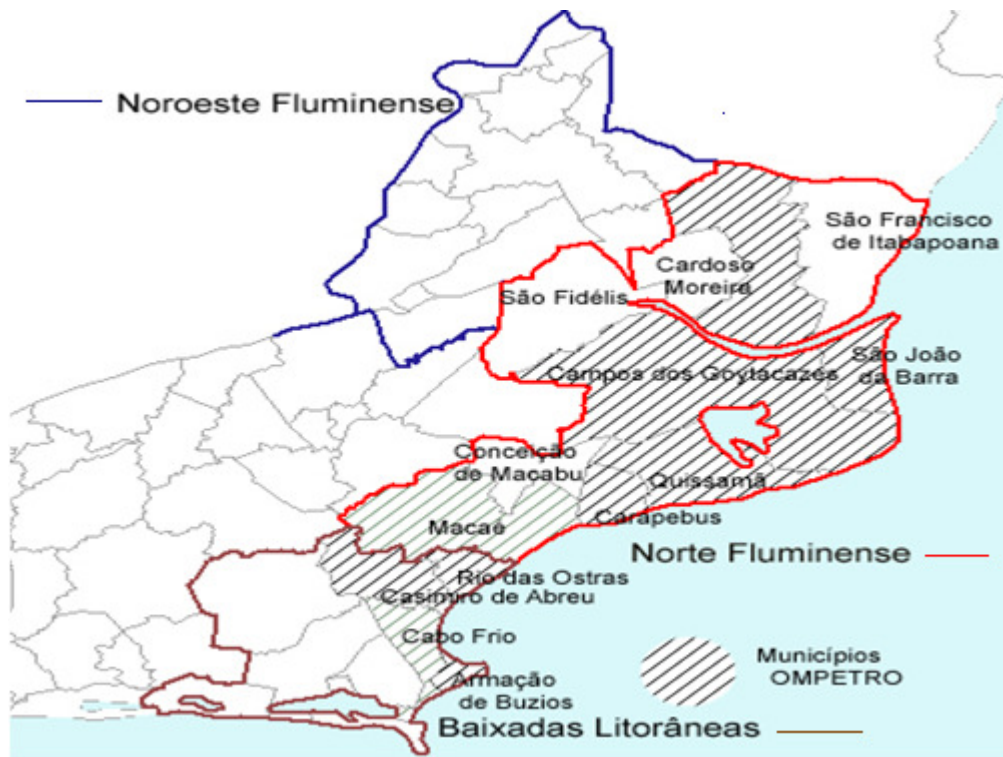 Noroeste Fluminense
São Francisco
de Itabapoana
Cardoso
Moreira
São Fidélis
São João
da Barra
Campos dos Goytacazes
Conceição
de Macabu
Quissamã
Carapebus
Macaé
Norte Fluminense
Rio das Ostras
Casimiro de Abreu
Cabo Frio
Municípios
OMPETRO
Armação
de Buzios
Baixadas Litorâneas